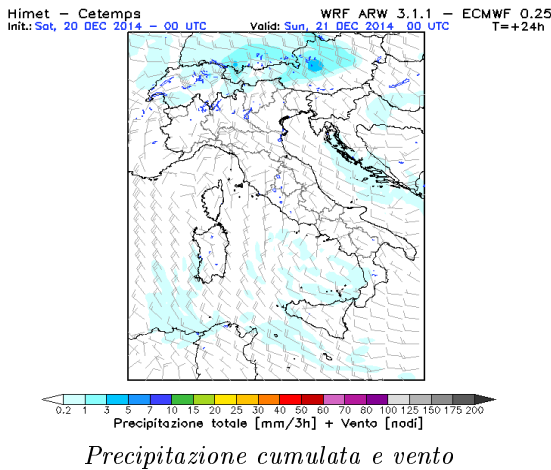 Himet – Cetemps WRF ARW 3.1.1 – ECMWF 0.25
Init.: Sat, 20 DEC 2014 – 00 UTC Valid: Sun, 21 DEC 2014 00 UTC T=+24h
0.2 1 3 5 7 10 15 20 25 30 40 50 60 70 80 100 125 150 175 200
Precipitazione totale [mm/3h] + Vento [nodi]
Precipitazione cumulata e vento